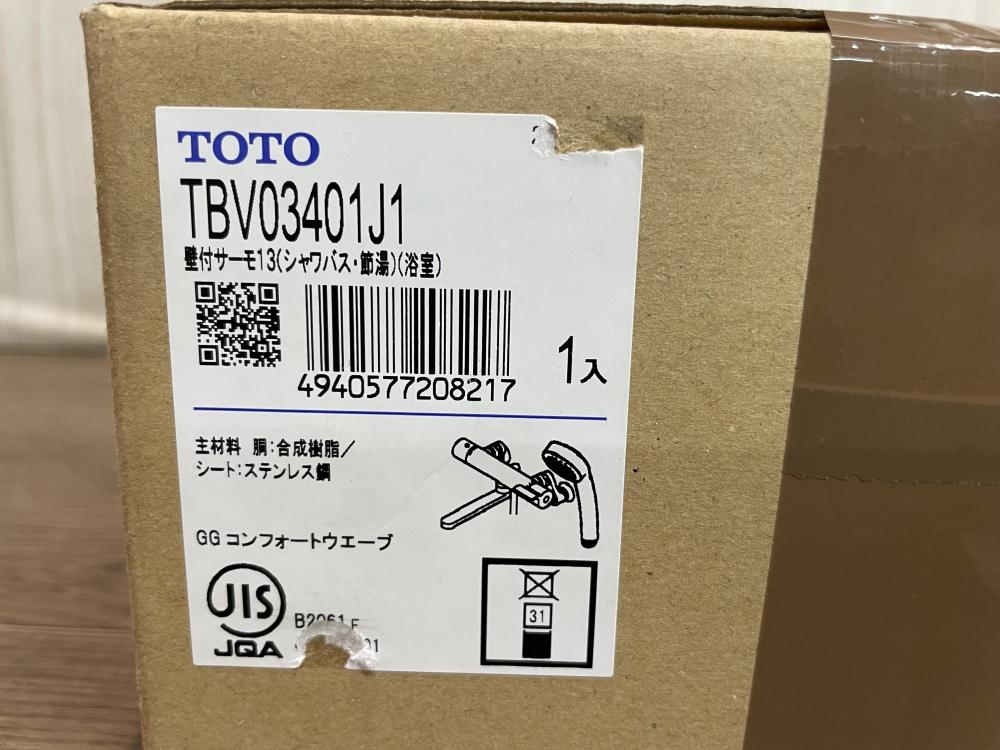 TOTO
TBV03401J1
壁付サーモ13(シャワバス・節湯)(浴室)
4940577208217
1入
主材料 胴:合成樹脂/
シート:ステンレス鋼
GG コンフォートウエーブ
JIS
JQA
B2061
01
31